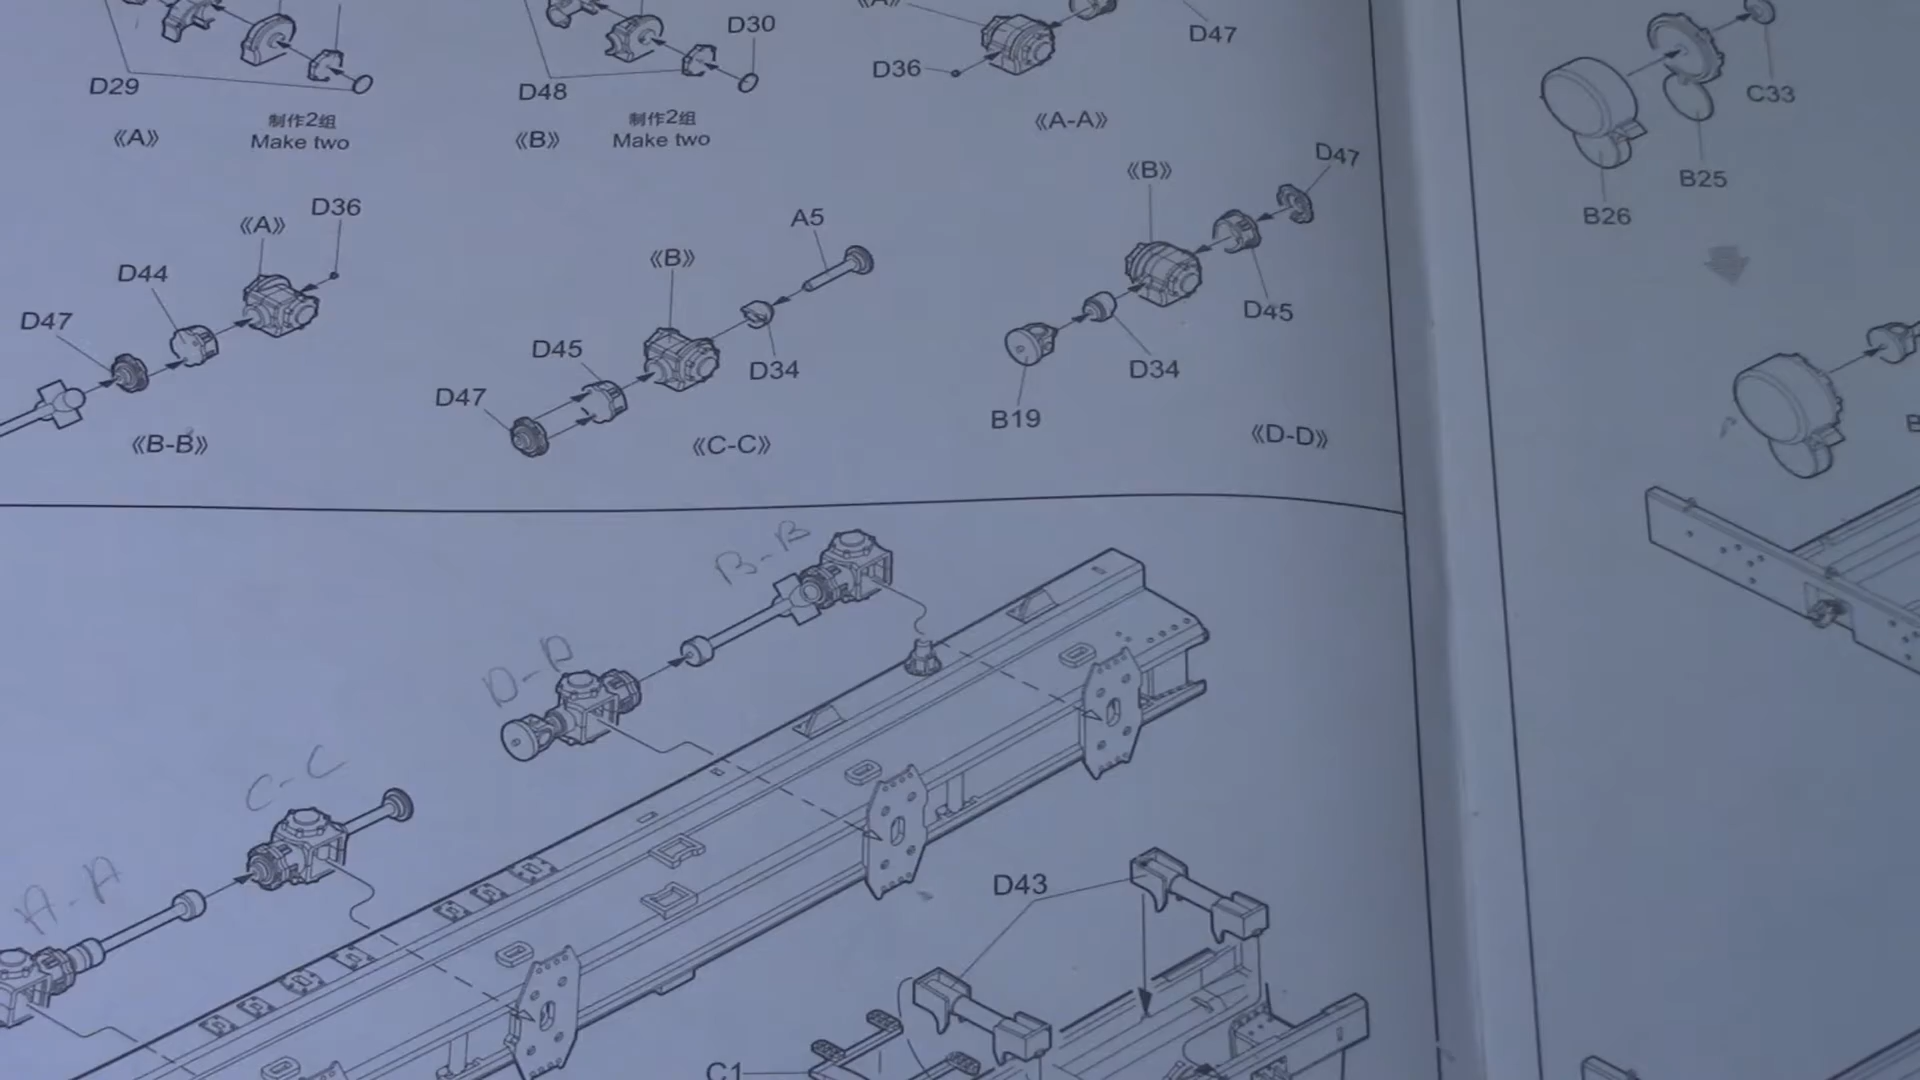 D29
制作2组
Make two
《A》
D48
D30
制作2组
Make two
《B》
《A》
D36
D47
《A-A》
D47
D44
《A》
D36
《B-B》
D47
D45
《B》
A5
D34
《C-C》
《B》
D47
D45
D34
B19
《D-D》
A-A
C-C
D-D
B-B
D43
C1
C33
B25
B26